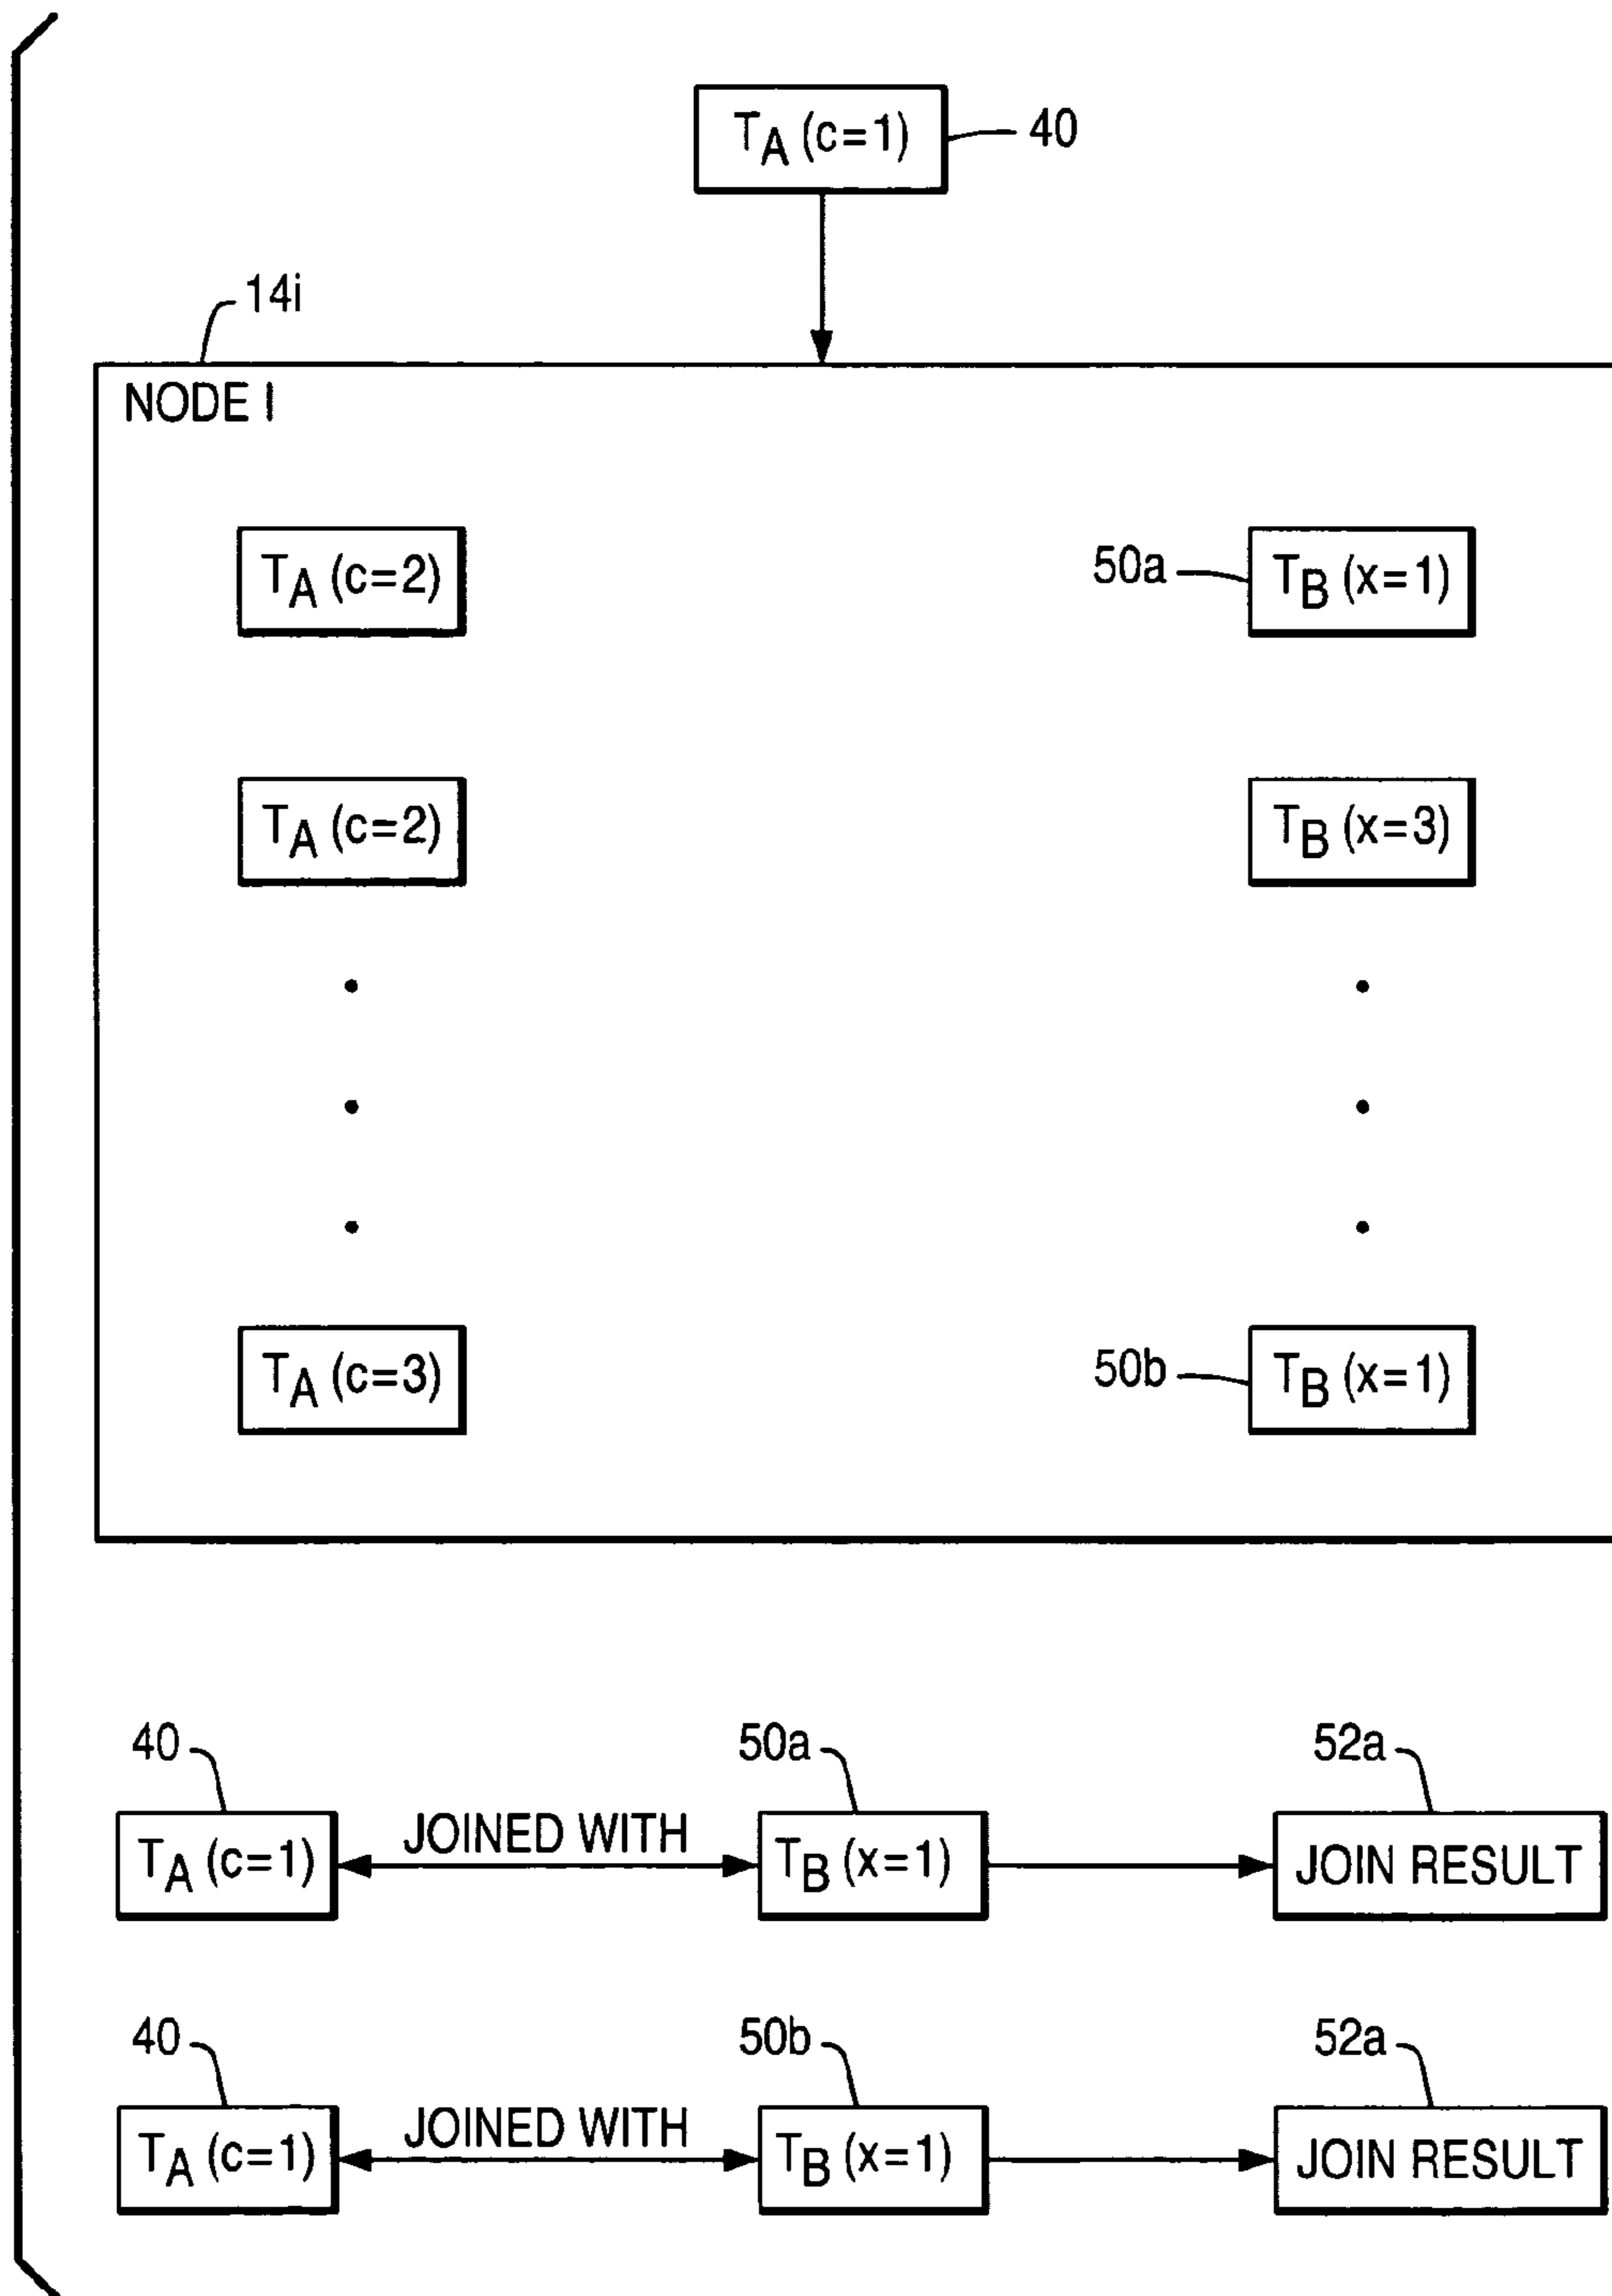 TA (c=1) 40
14i
NODE I
TA (c=2) 50a TB (x=1)
TA (c=2) TB (x=3)
TA (c=3) 50b TB (x=1)
40 50a 52a
TA (c=1) JOINED WITH TB (x=1) JOIN RESULT
40 50b 52a
TA (c=1) JOINED WITH TB (x=1) JOIN RESULT